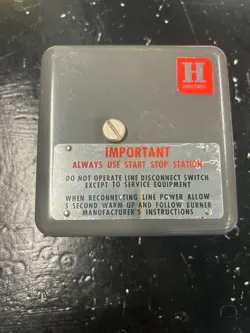 H
HONEYWELL
IMPORTANT
ALWAYS USE START STOP STATION
DO NOT OPERATE LINE DISCONNECT SWITCH
EXCEPT TO SERVICE EQUIPMENT
WHEN RECONNECTING LINE POWER ALLOW
5 SECOND WARM UP AND FOLLOW BURNER
MANUFACTURER'S INSTRUCTIONS